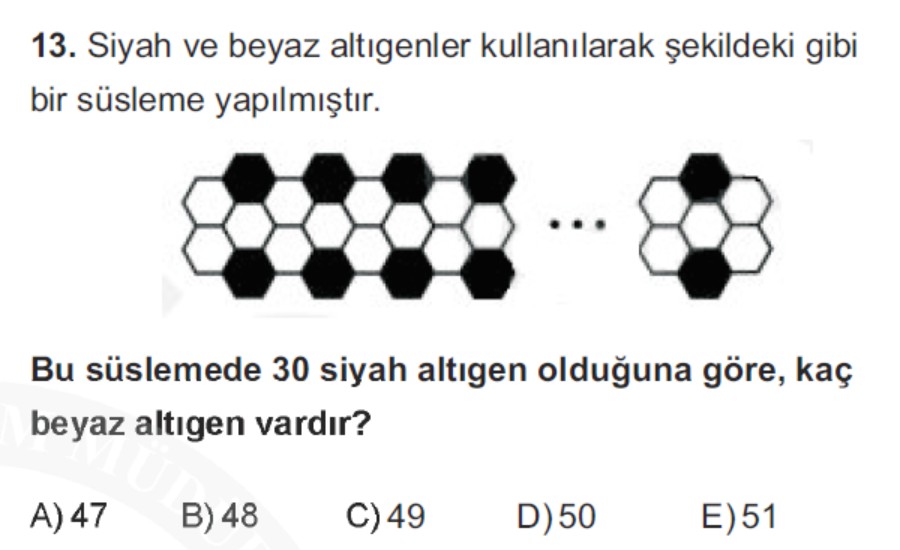 13. Siyah ve beyaz altıgenler kullanılarak şekildeki gibi
bir süsleme yapılmıştır.
Bu süslemede 30 siyah altıgen olduğuna göre, kaç
beyaz altıgen vardır?
A) 47 B) 48 C) 49 D) 50 E) 51